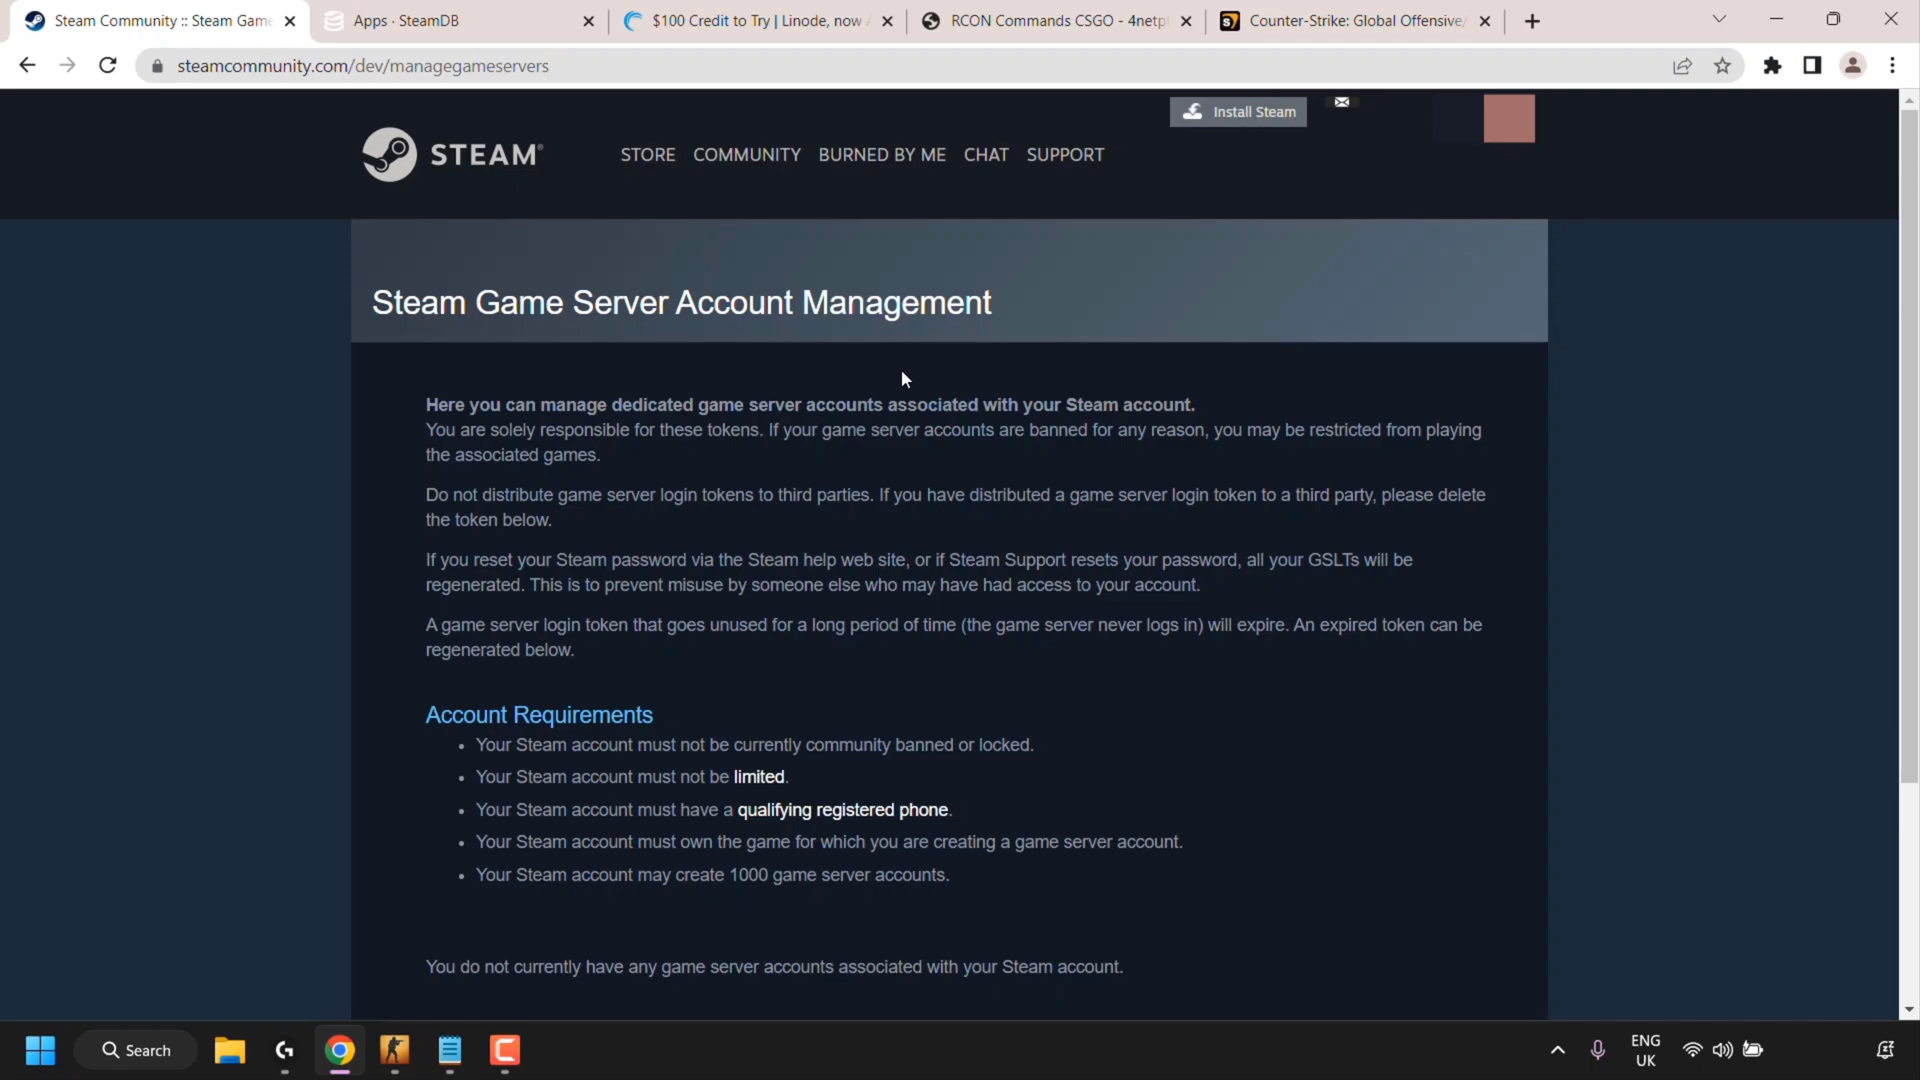 Steam Community :: Steam Game
Apps · SteamDB
$100 Credit to Try | Linode, now
RCON Commands CSGO - 4netp
Counter-Strike: Global Offensive/
steamcommunity.com/dev/managegameservers
Install Steam
STEAM®
STORE COMMUNITY BURNED BY ME CHAT SUPPORT
Steam Game Server Account Management
Here you can manage dedicated game server accounts associated with your Steam account.
You are solely responsible for these tokens. If your game server accounts are banned for any reason, you may be restricted from playing
the associated games.
Do not distribute game server login tokens to third parties. If you have distributed a game server login token to a third party, please delete
the token below.
If you reset your Steam password via the Steam help web site, or if Steam Support resets your password, all your GSLTs will be
regenerated. This is to prevent misuse by someone else who may have had access to your account.
A game server login token that goes unused for a long period of time (the game server never logs in) will expire. An expired token can be
regenerated below.
Account Requirements
• Your Steam account must not be currently community banned or locked.
• Your Steam account must not be limited.
• Your Steam account must have a qualifying registered phone.
• Your Steam account must own the game for which you are creating a game server account.
• Your Steam account may create 1000 game server accounts.
You do not currently have any game server accounts associated with your Steam account.
Search
ENG
UK